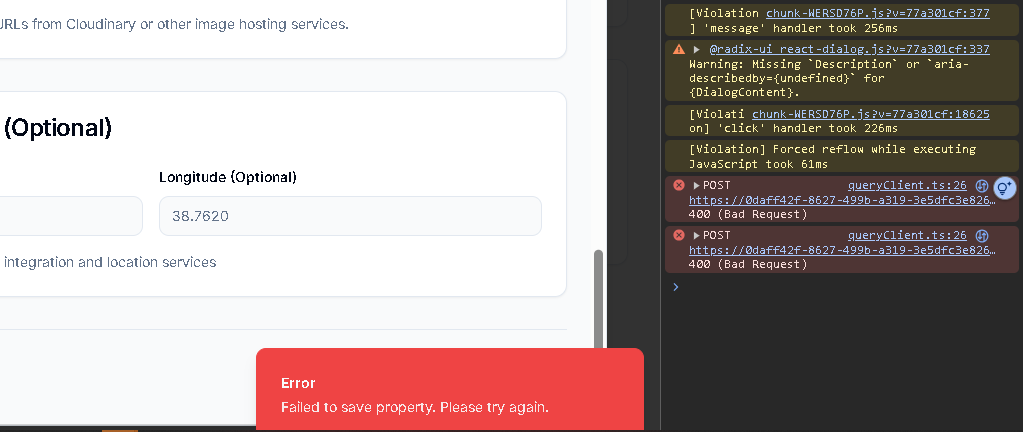 URLs from Cloudinary or other image hosting services.
(Optional)
Longitude (Optional)
38.7620
integration and location services
Error
Failed to save property. Please try again.
[Violation chunk-WERSD76P.js?v=77a301cf:377
] 'message' handler took 256ms
@radix-ui_react-dialog.js?v=77a301cf:337
Warning: Missing `Description` or `aria-
describedby={undefined}` for
{DialogContent}.
[Violati chunk-WERSD76P.js?v=77a301cf:18625
on] 'click' handler took 226ms
[Violation] Forced reflow while executing
JavaScript took 61ms
POST queryClient.ts:26
https://0daff42f-8627-499b-a319-3e5dfc3e826…
400 (Bad Request)
POST queryClient.ts:26
https://0daff42f-8627-499b-a319-3e5dfc3e826…
400 (Bad Request)